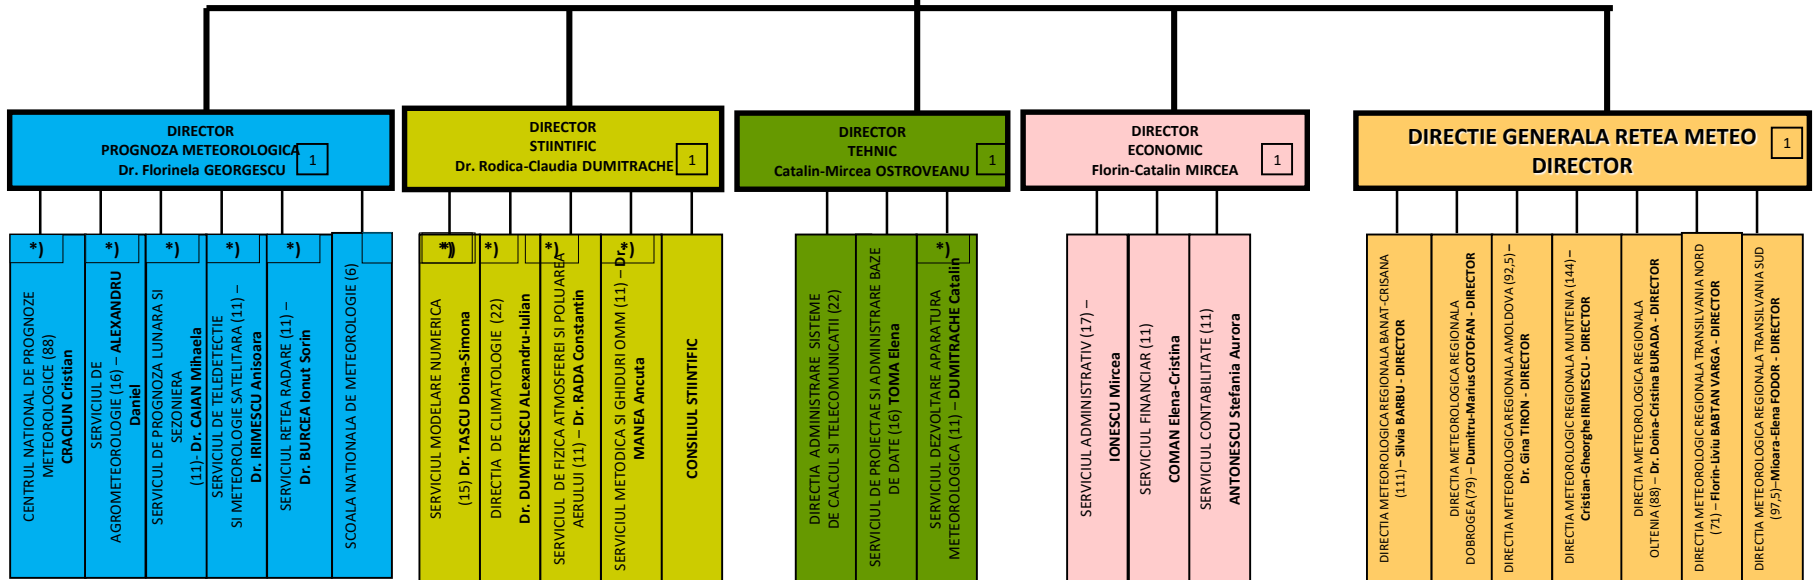 DIRECTOR
PROGNOZA METEOROLOGICA
Dr. Florinela GEORGESCU
1
DIRECTOR
STIINTIFIC
Dr. Rodica-Claudia DUMITRACHE
1
DIRECTOR
TEHNIC
Catalin-Mircea OSTROVEANU
1
DIRECTOR
ECONOMIC
Florin-Catalin MIRCEA
1
DIRECTIE GENERALA RETEA METEO
DIRECTOR
1
*)
CENTRUL NATIONAL DE PROGNOZE
METEOROLOGICE (88)
CRACIUN Cristian
*)
SERVICIUL DE
AGROMETEOROLOGIE (16) – ALEXANDRU
Daniel
*)
SERVICUL DE PROGNOZA LUNARA SI
SEZONIERA
(11)- Dr. CAIAN Mihaela
*)
SERVICIUL DE TELEDETECTIE
SI METEOROLOGIE SATELITARA (11) –
Dr. IRIMESCU Anisoara
*)
SERVICIUL RETEA RADARE (11) –
Dr. BURCEA Ionut Sorin
SCOALA NATIONALA DE METEOROLOGIE (6)
*)
SERVICIUL MODELARE NUMERICA
(15) Dr. TASCU Doina-Simona
*)
DIRECTIA DE CLIMATOLOGIE (22)
Dr. DUMITRESCU Alexandru-Iulian
*)
SERVICIUL DE FIZICA ATMOSFEREI SI POLUAREA
AERULUI (11) – Dr. RADA Constantin
*)
SERVICIUL METODICA SI GHIDURI OMM (11) – Dr.
MANEA Ancuta
CONSILIUL STIINTIFIC
DIRECTIA ADMINISTRARE SISTEME
DE CALCUL SI TELECOMUNICATII (22)
SERVICIUL DE PROIECTAE SI ADMINISTRARE BAZE
DE DATE (16) TOMA Elena
*)
SERVICIUL DEZVOLTARE APARATURA
METEOROLOGICA (11) – DUMITRACHE Catalin
SERVICIUL ADMINISTRATIV (17) –
IONESCU Mircea
SERVICIUL FINANCIAR (11)
COMAN Elena-Cristina
SERVICIUL CONTABILITATE (11)
ANTONESCU Stefania Aurora
DIRECTIA METEOROLOGICA REGIONALA BANAT-CRISANA
(111) – Silvia BARBU - DIRECTOR
DIRECTIA METEOROLOGICA REGIONALA
DOBROGEA (79) – Dumitru-Marius COTOFAN - DIRECTOR
DIRECTIA METEOROLOGICA REGIONALA AMOLDOVA (92,5) –
Dr. Gina TIRON - DIRECTOR
DIRECTIA METEOROLOGIC REGIONALA MUNTENIA (144) –
Cristian-Gheorghe IRIMESCU - DIRECTOR
DIRECTIA METEOROLOGICA REGIONALA
OLTENIA (88) – Dr. Doina-Cristina BURADA - DIRECTOR
DIRECTIA METEOROLOGIC REGIONALA TRANSILVANIA NORD
(71) – Florin-Liviu BABTAN VARGA - DIRECTOR
DIRECTIA METEOROLOGICA REGIONALA TRANSILVANIA SUD
(97,5)–Mioara-Elena FODOR - DIRECTOR